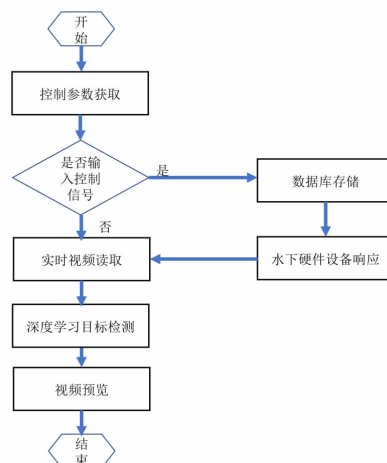 开
始
控制参数获取
是否输
入控制
信号
是
数据库存储
否
实时视频读取
水下硬件设备响应
深度学习目标检测
视频预览
结
束